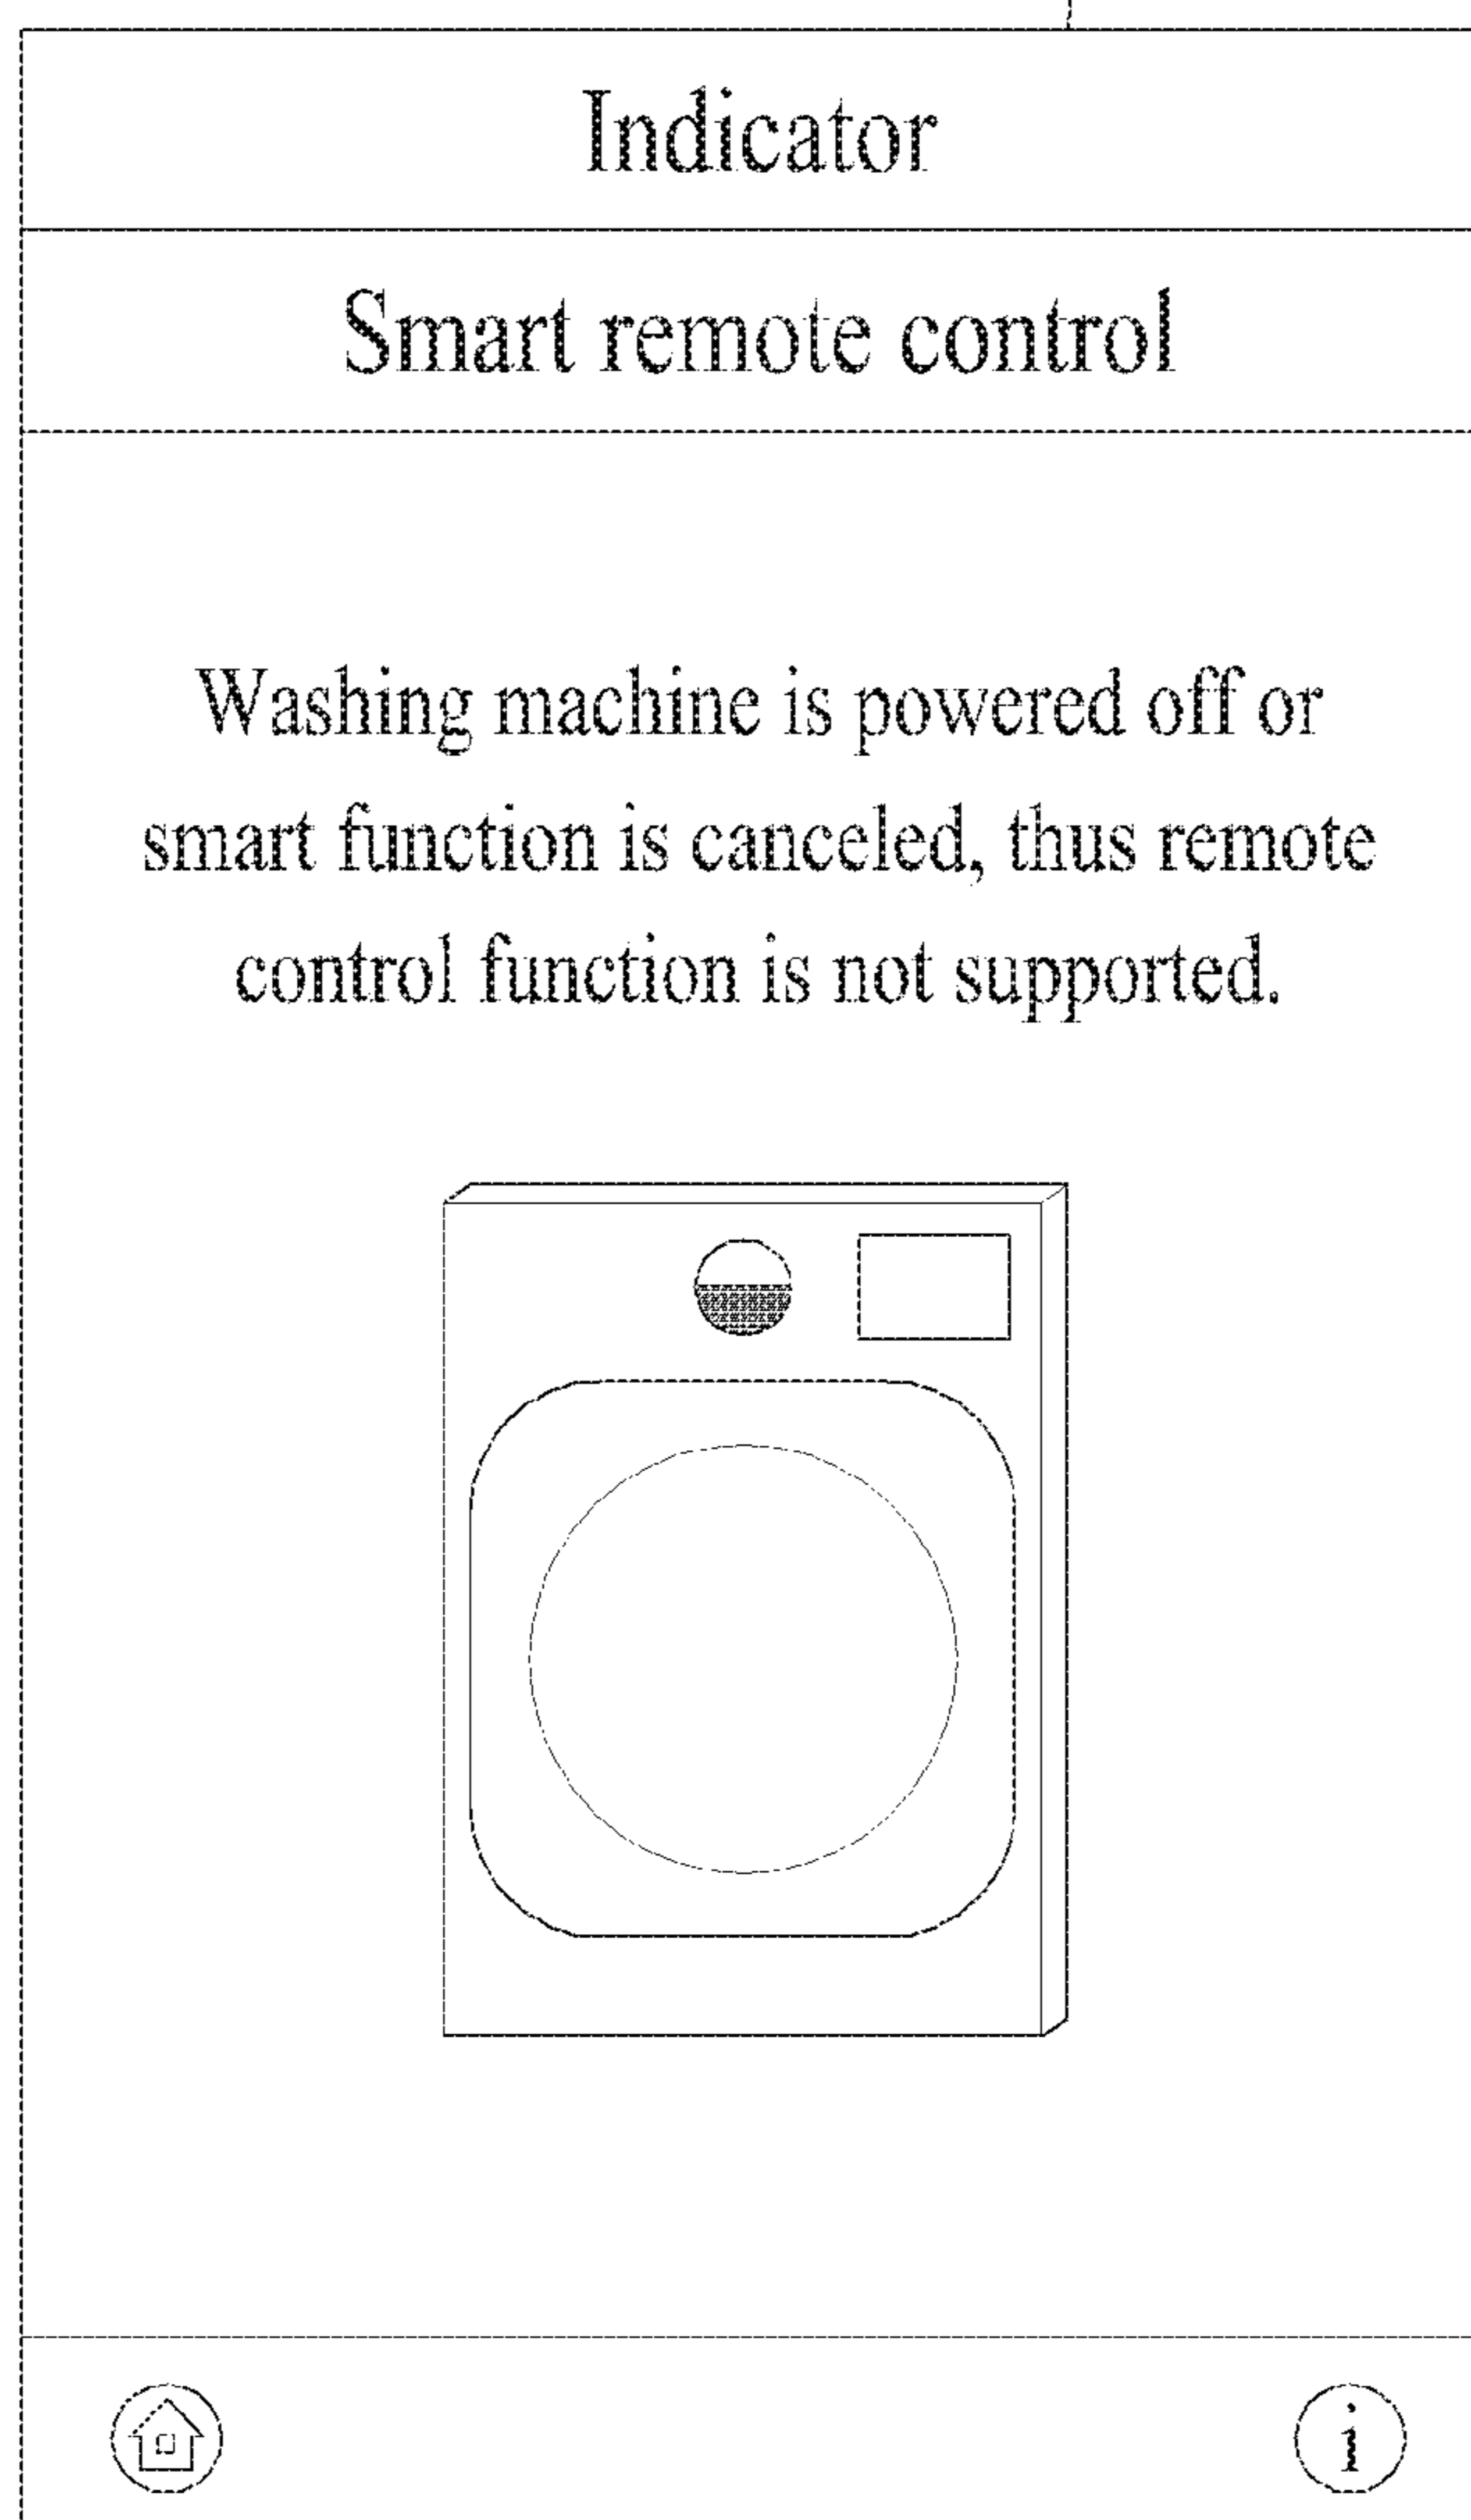 Indicator
Smart remote control
Washing machine is powered off or
smart function is canceled, thus remote
control function is not supported.
i